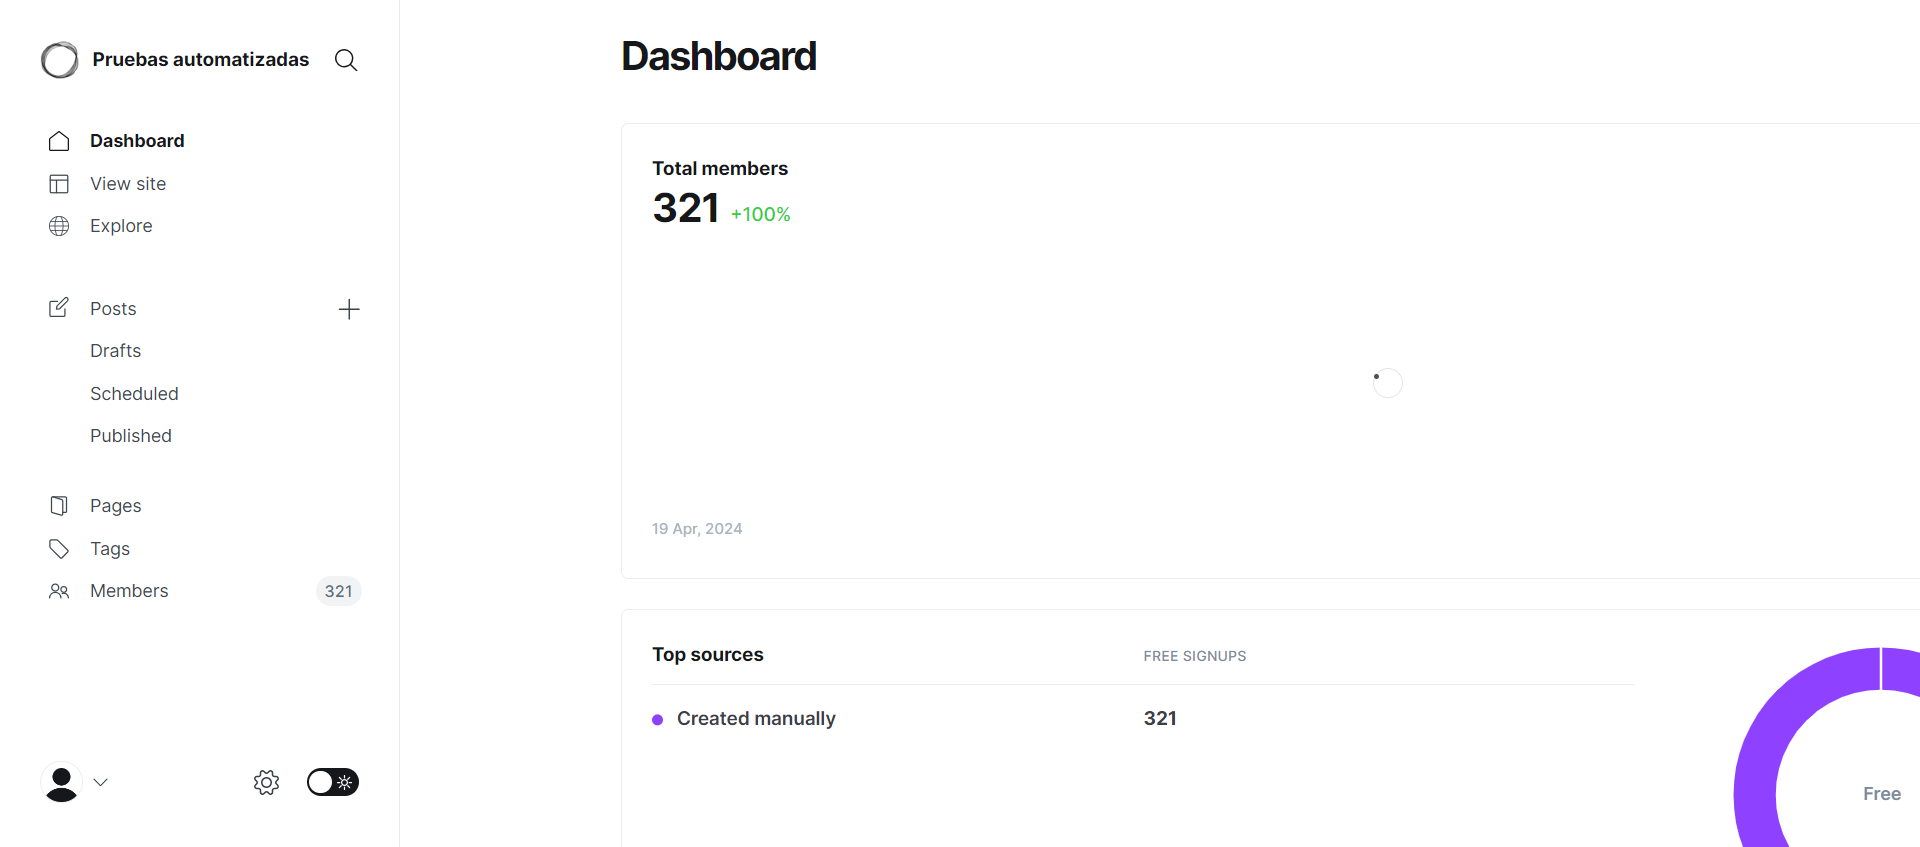 Pruebas automatizadas
Dashboard
View site
Explore
Posts
Drafts
Scheduled
Published
Pages
Tags
Members 321
Dashboard
Total members
321 +100%
19 Apr, 2024
Top sources FREE SIGNUPS
Created manually 321
Free